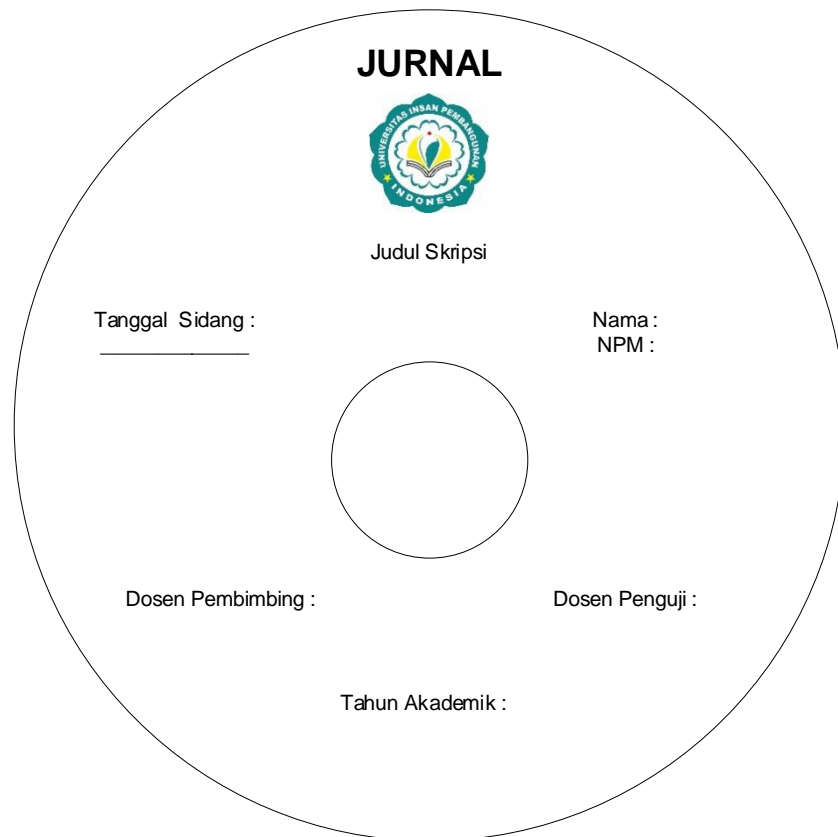 JURNAL
UNIVERSITAS INSAN PEMBANGUNAN
INDONESIA
Judul Skripsi
Tanggal Sidang :
Nama :
NPM :
Dosen Pembimbing :
Dosen Penguji :
Tahun Akademik :